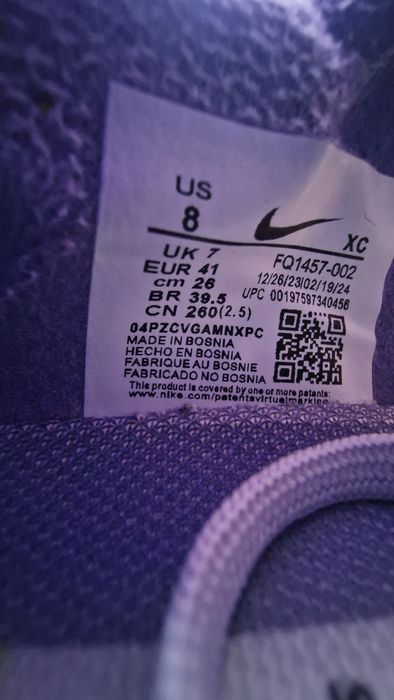 US
8
XC
UK 7
EUR 41
cm 26
BR 39.5
CN 260(2.5)
FQ1457-002
12/26/23/02/19/24
UPC 00197597340456
04PZCVGAMNXPC
MADE IN BOSNIA
HECHO EN BOSNIA
FABRIQUE AU BOSNIE
FABRICADO NO BOSNIA
This product is covered by one or more patents:
www.nike.com/patentsvirtualmarking